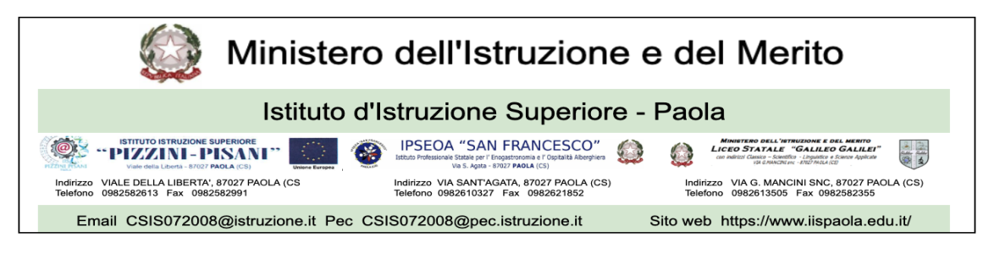 Ministero dell'Istruzione e del Merito
Istituto d'Istruzione Superiore - Paola
ISTITUTO ISTRUZIONE SUPERIORE
"PIZZINI-PISANI"
Viale della Libertà - 87027 PAOLA (CS)
PIZZINI PISANI
Unione Europea
IPSEOA "SAN FRANCESCO"
Istituto Professionale Statale per l' Enogastronomia e l' Ospitalità Alberghiera
Via S. Agata - 87027 PAOLA (CS)
MINISTERO DELL'ISTRUZIONE E DEL MERITO
LICEO STATALE "GALILEO GALILEI"
con indirizzi Classico - Scientifico - Linguistico e Scienze Applicate
VIA G.MANCINI snc - 87027 PAOLA (CS)
Indirizzo VIALE DELLA LIBERTA', 87027 PAOLA (CS
Telefono 0982582613 Fax 0982582991
Indirizzo VIA SANT'AGATA, 87027 PAOLA (CS)
Telefono 0982610327 Fax 0982621852
Indirizzo VIA G. MANCINI SNC, 87027 PAOLA (CS)
Telefono 0982613505 Fax 0982582355
Email CSIS072008@istruzione.it Pec CSIS072008@pec.istruzione.it Sito web https://www.iispaola.edu.it/